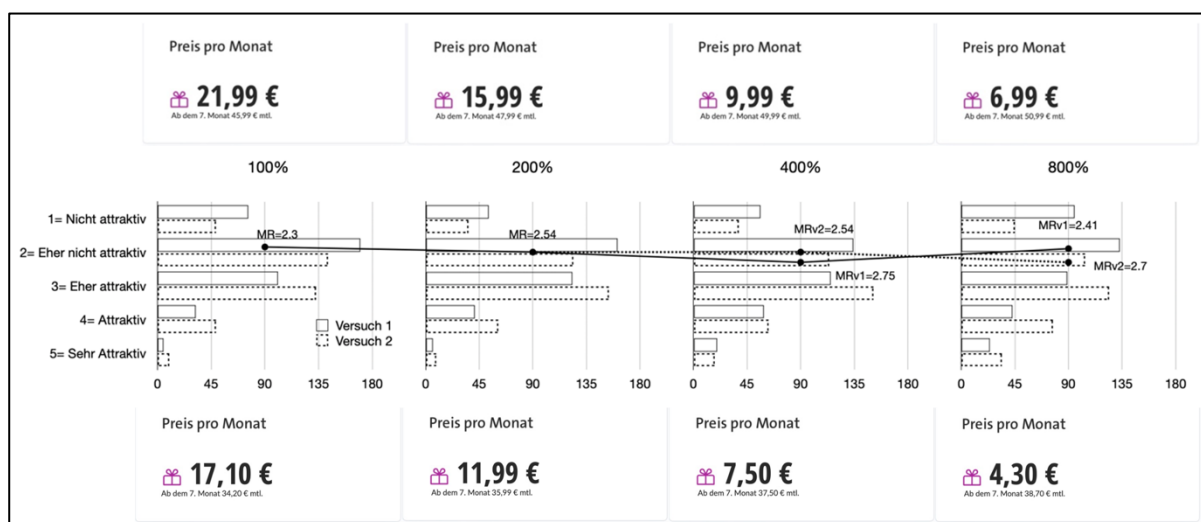 Preis pro Monat
21,99 €
Ab dem 7. Monat 45,99 € mtl.
Preis pro Monat
15,99 €
Ab dem 7. Monat 47,99 € mtl.
Preis pro Monat
9,99 €
Ab dem 7. Monat 49,99 € mtl.
Preis pro Monat
6,99 €
Ab dem 7. Monat 50,99 € mtl.
100%
200%
400%
800%
1= Nicht attraktiv
2= Eher nicht attraktiv
3= Eher attraktiv
4= Attraktiv
5= Sehr Attraktiv
MR=2.3
Versuch 1
Versuch 2
0 45 90 135 180
MR=2.54
0 45 90 135 180
MRv2=2.54
MRv1=2.75
0 45 90 135 180
MRv1=2.41
MRv2=2.7
0 45 90 135 180
Preis pro Monat
17,10 €
Ab dem 7. Monat 34,20 € mtl.
Preis pro Monat
11,99 €
Ab dem 7. Monat 35,99 € mtl.
Preis pro Monat
7,50 €
Ab dem 7. Monat 37,50 € mtl.
Preis pro Monat
4,30 €
Ab dem 7. Monat 38,70 € mtl.